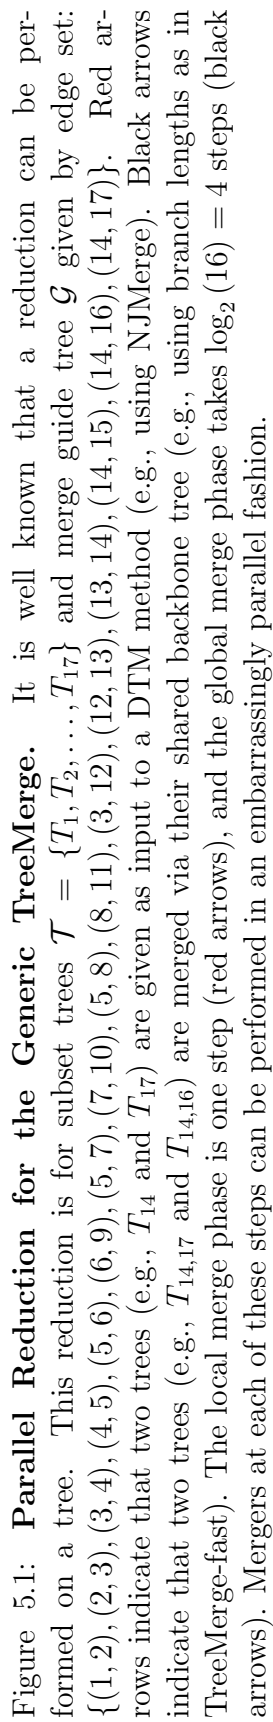 Figure 5.1: Parallel Reduction for the Generic TreeMerge. It is well known that a reduction can be per-
formed on a tree. This reduction is for subset trees 𝒯 = {T₁, T₂, . . . , T₁₇} and merge guide tree 𝒢 given by edge set:
{(1, 2), (2, 3), (3, 4), (4, 5), (5, 6), (6, 9), (5, 7), (7, 10), (5, 8), (8, 11), (3, 12), (12, 13), (13, 14), (14, 15), (14, 16), (14, 17)}. Red ar-
rows indicate that two trees (e.g., T₁₄ and T₁₇) are given as input to a DTM method (e.g., using NJMerge). Black arrows
indicate that two trees (e.g., T₁₄,₁₇ and T₁₄,₁₆) are merged via their shared backbone tree (e.g., using branch lengths as in
TreeMerge-fast). The local merge phase is one step (red arrows), and the global merge phase takes log₂ (16) = 4 steps (black
arrows). Mergers at each of these steps can be performed in an embarrassingly parallel fashion.